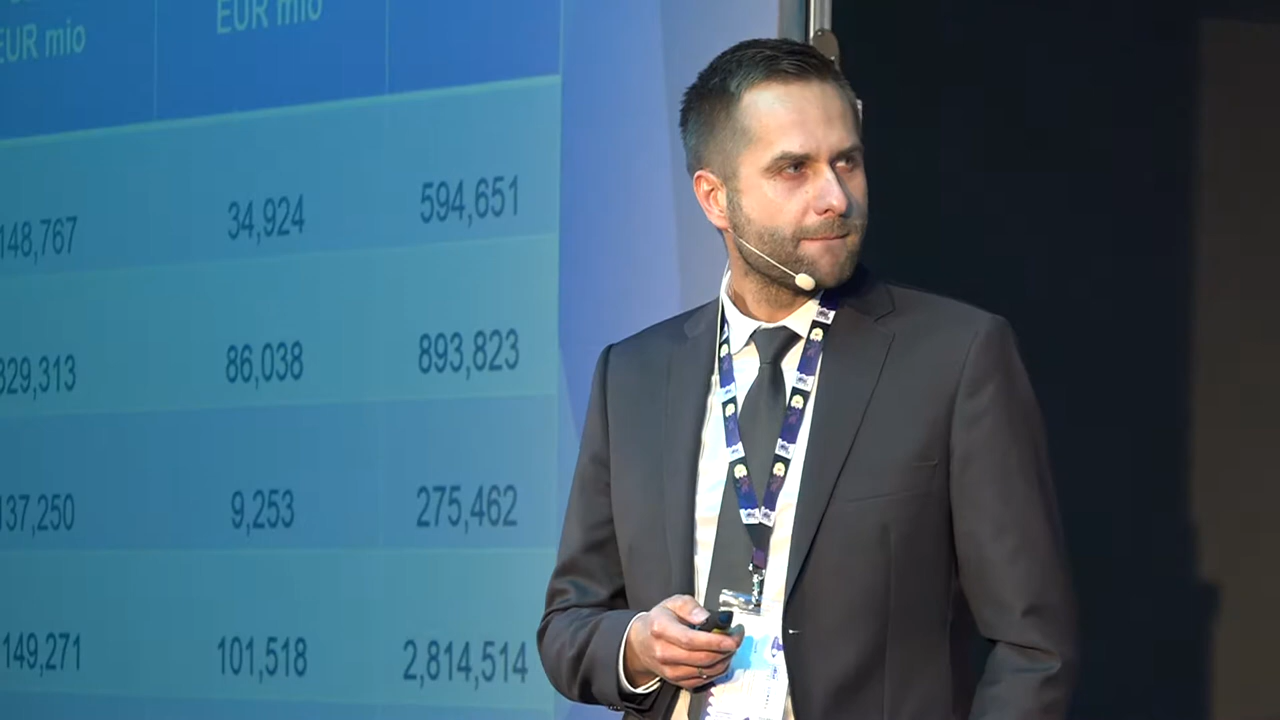 EUR mio
EUR mio
148,767 34,924 594,651
329,313 86,038 893,823
137,250 9,253 275,462
149,271 101,518 2,814,514